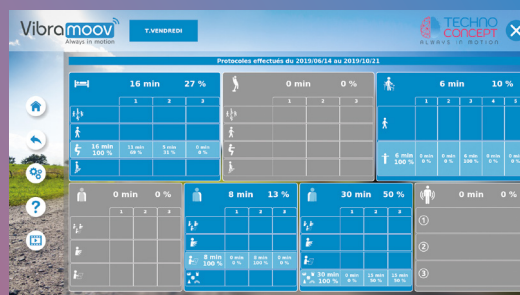 Vibramoov
Always in motion
T.VENDREDI
TECHNO
CONCEPT
ALWAYS IN MOTION
Protocoles effectués du 2019/06/14 au 2019/10/21
16 min 27 %
1 2 3
16 min 100 %
11 min 69 %
5 min 31 %
0 min 0 %
0 min 0 %
1 2 3
6 min 10 %
1 2 3 4 5
6 min 100 %
0 min 0 %
0 min 0 %
6 min 100 %
0 min 0 %
0 min 0 %
0 min 0 %
1 2 3
8 min 13 %
1 2 3
8 min 100 %
0 min 0 %
8 min 100 %
0 min 0 %
30 min 50 %
1 2 3
30 min 100 %
0 min 0 %
15 min 50 %
15 min 50 %
0 min 0 %
1
2
3